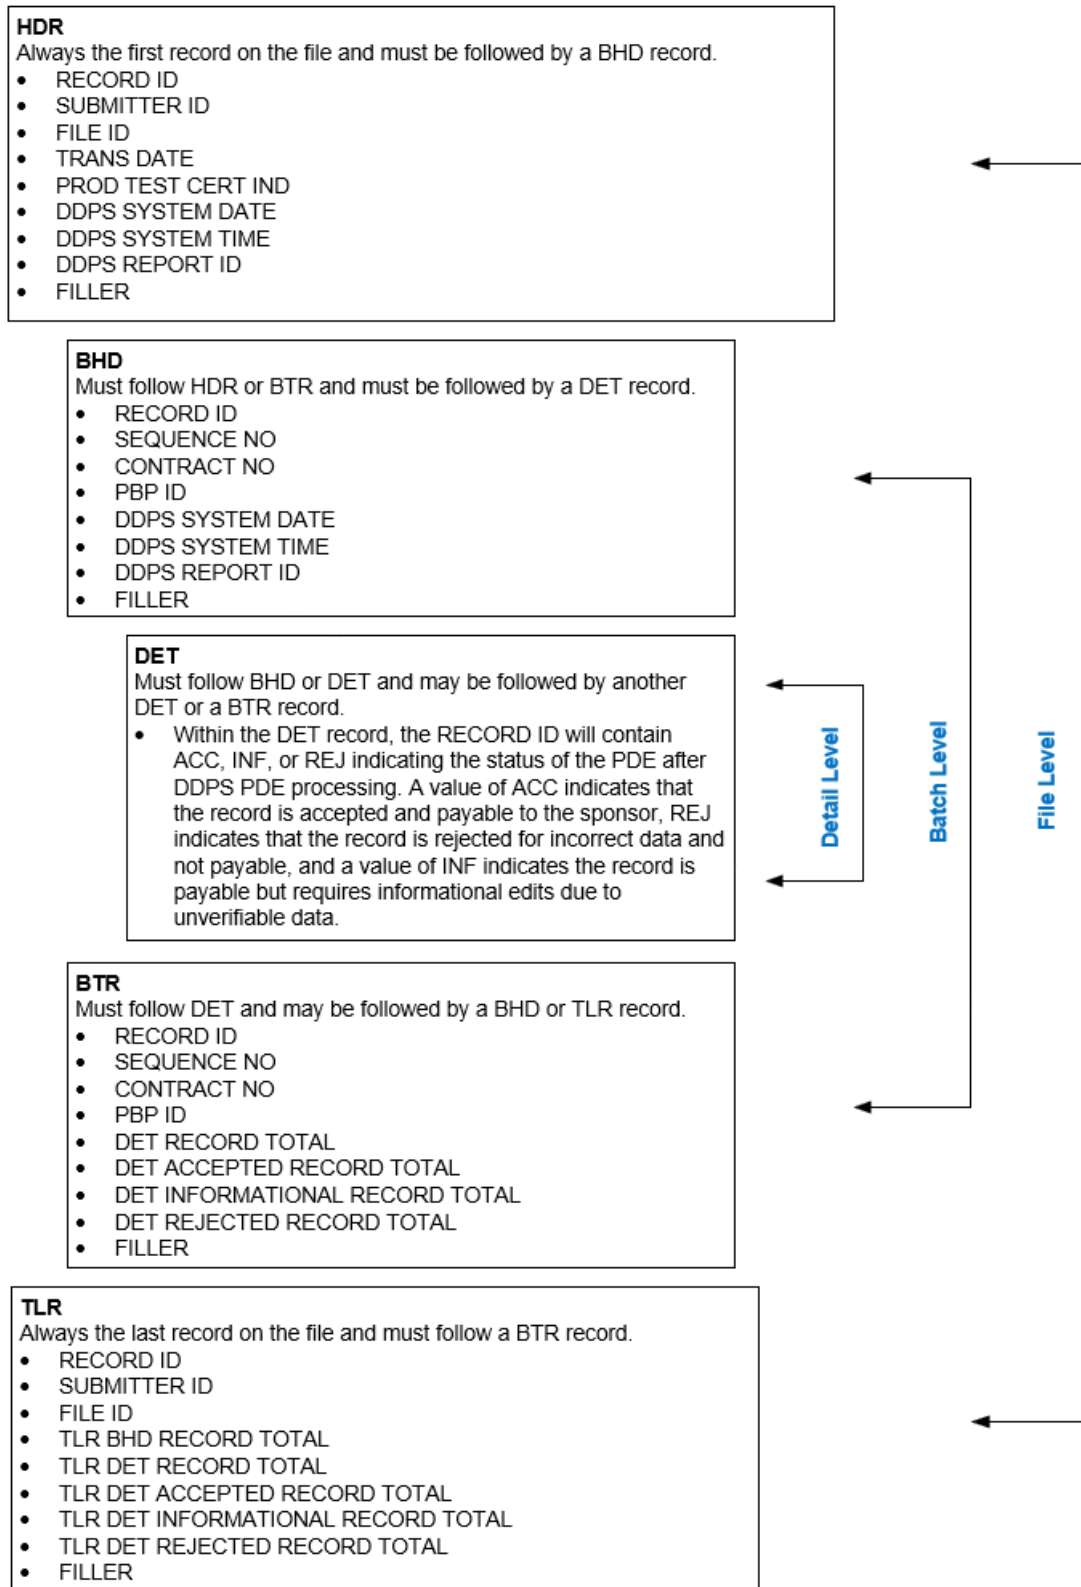 HDR
Always the first record on the file and must be followed by a BHD record.
• RECORD ID
• SUBMITTER ID
• FILE ID
• TRANS DATE
• PROD TEST CERT IND
• DDPS SYSTEM DATE
• DDPS SYSTEM TIME
• DDPS REPORT ID
• FILLER
BHD
Must follow HDR or BTR and must be followed by a DET record.
• RECORD ID
• SEQUENCE NO
• CONTRACT NO
• PBP ID
• DDPS SYSTEM DATE
• DDPS SYSTEM TIME
• DDPS REPORT ID
• FILLER
DET
Must follow BHD or DET and may be followed by another
DET or a BTR record.
• Within the DET record, the RECORD ID will contain
ACC, INF, or REJ indicating the status of the PDE after
DDPS PDE processing. A value of ACC indicates that
the record is accepted and payable to the sponsor, REJ
indicates that the record is rejected for incorrect data and
not payable, and a value of INF indicates the record is
payable but requires informational edits due to
unverifiable data.
Detail Level
Batch Level
File Level
BTR
Must follow DET and may be followed by a BHD or TLR record.
• RECORD ID
• SEQUENCE NO
• CONTRACT NO
• PBP ID
• DET RECORD TOTAL
• DET ACCEPTED RECORD TOTAL
• DET INFORMATIONAL RECORD TOTAL
• DET REJECTED RECORD TOTAL
• FILLER
TLR
Always the last record on the file and must follow a BTR record.
• RECORD ID
• SUBMITTER ID
• FILE ID
• TLR BHD RECORD TOTAL
• TLR DET RECORD TOTAL
• TLR DET ACCEPTED RECORD TOTAL
• TLR DET INFORMATIONAL RECORD TOTAL
• TLR DET REJECTED RECORD TOTAL
• FILLER